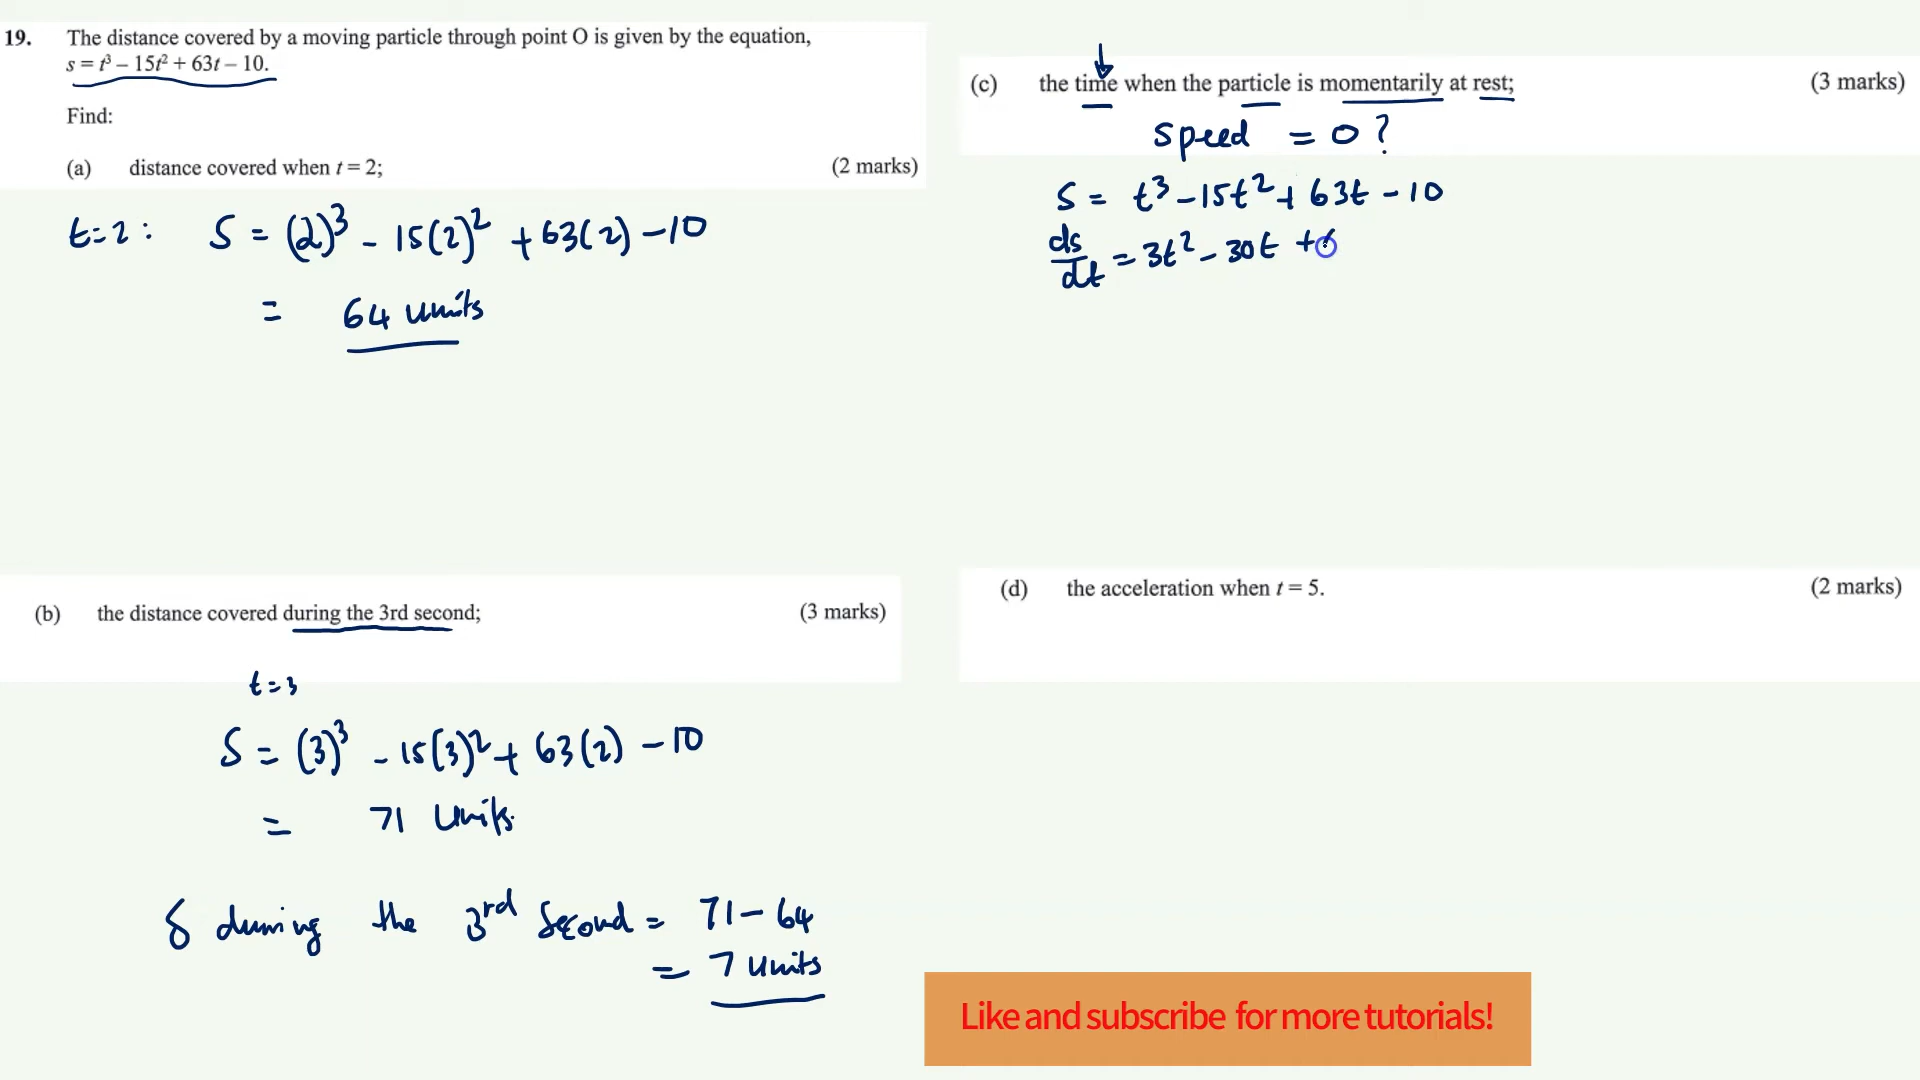 19. The distance covered by a moving particle through point O is given by the equation,
s = t³ – 15t² + 63t – 10.
Find:
(a) distance covered when t = 2; (2 marks)
t=2 : S = (2)³ - 15(2)² + 63(2) - 10
= 64 units
(b) the distance covered during the 3rd second; (3 marks)
t=3
S = (3)³ - 15(3)² + 63(2) - 10
= 71 units.
S during the 3rd second = 71 - 64
= 7 units
(c) the time when the particle is momentarily at rest; (3 marks)
Speed = 0 ?
S = t³ - 15t² + 63t - 10
ds/dt = 3t² - 30t + 6
(d) the acceleration when t = 5. (2 marks)
Like and subscribe for more tutorials!